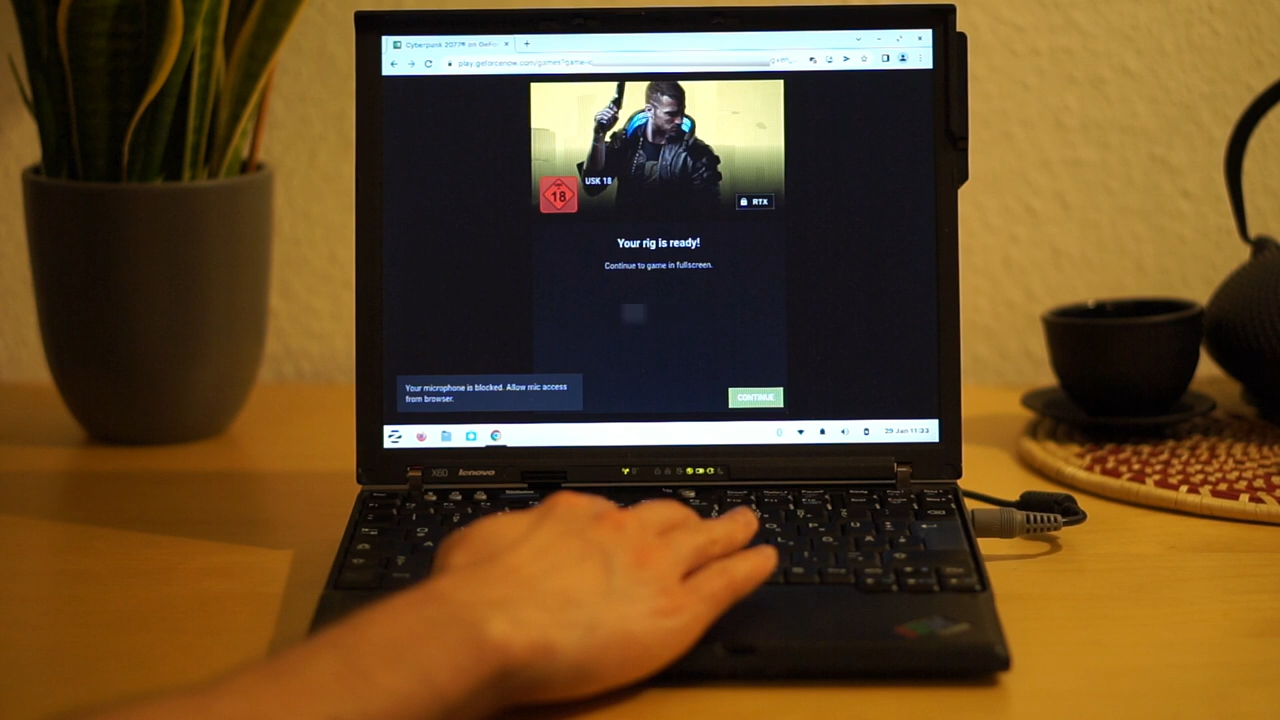 Cyberpunk 2077® on GeFo
play.geforcenow.com/games?game-i
USK 18
18
RTX
Your rig is ready!
Continue to game in fullscreen.
Your microphone is blocked. Allow mic access
from browser.
CONTINUE
29 Jan 11:33
X60 lenovo